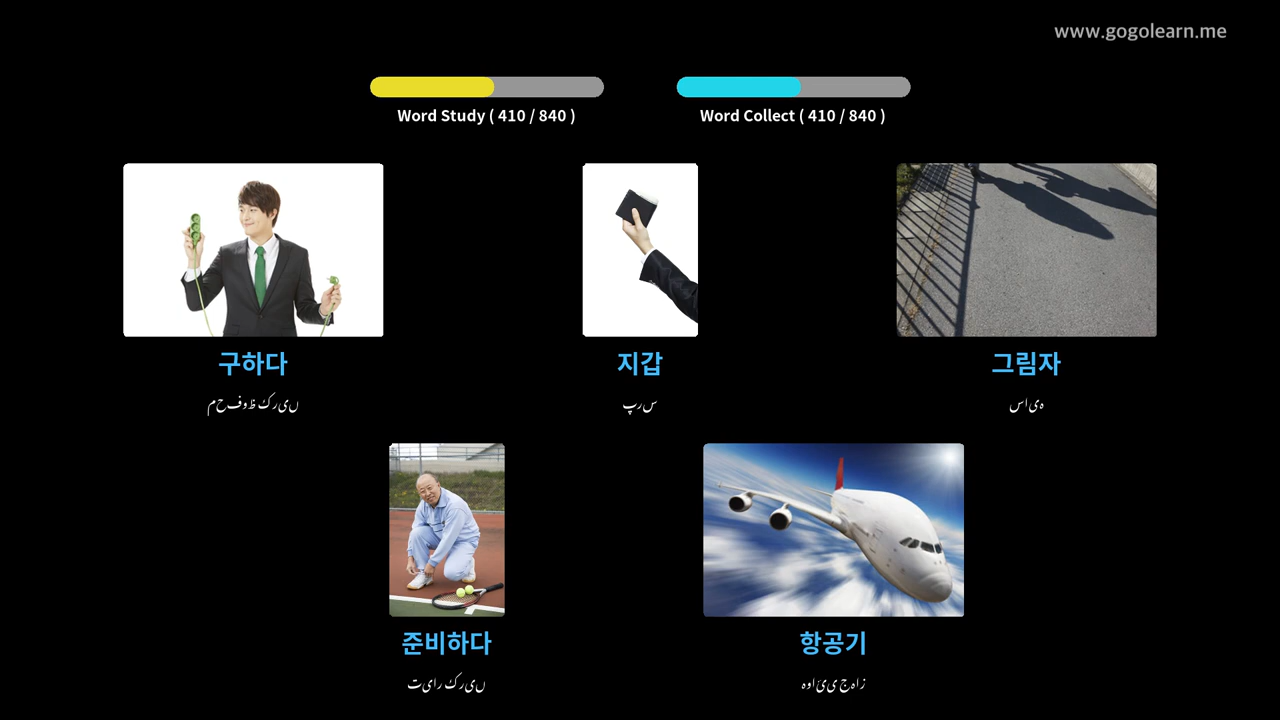 www.gogolearn.me
Word Study ( 410 / 840 )
Word Collect ( 410 / 840 )
구하다
ںیرک ظوفحم
지갑
سرپ
그림자
ہیاس
준비하다
ںیرک رایت
항공기
زاہج یئاوہ